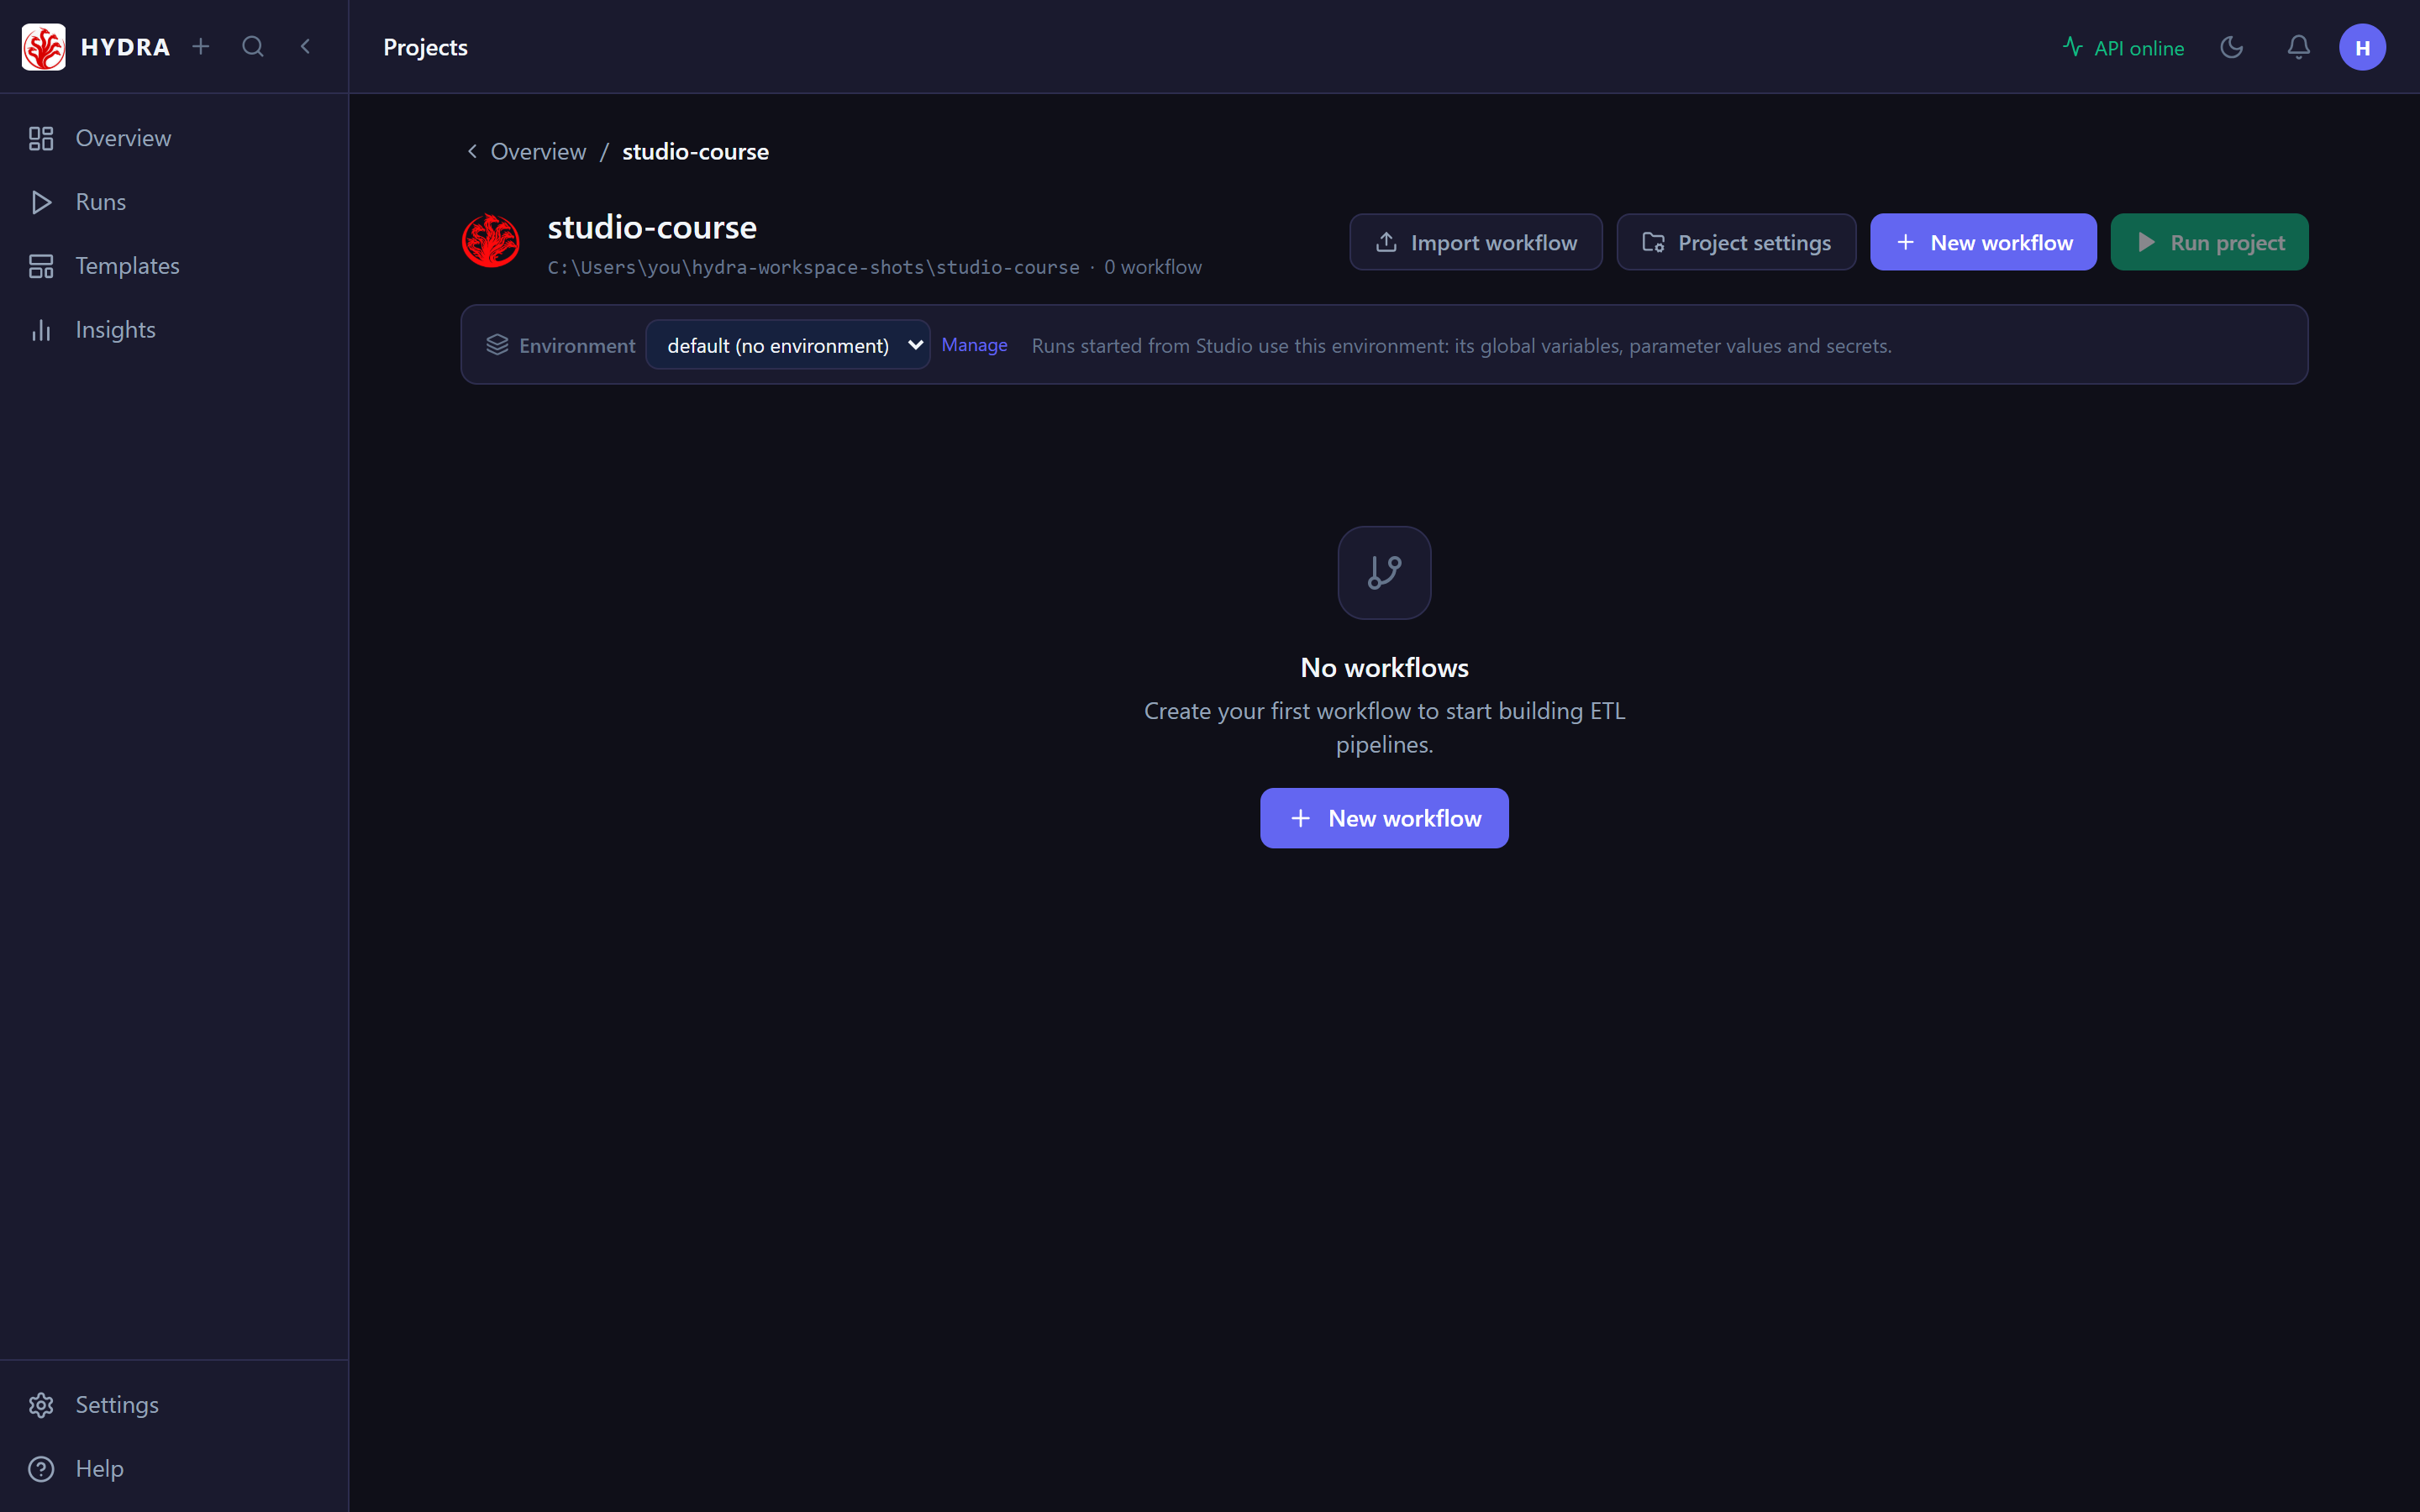 HYDRA
Projects
API online
H
Overview
Runs
Templates
Insights
Overview / studio-course
studio-course
C:\Users\you\hydra-workspace-shots\studio-course · 0 workflow
Import workflow
Project settings
New workflow
Run project
Environment
default (no environment)
Manage
Runs started from Studio use this environment: its global variables, parameter values and secrets.
No workflows
Create your first workflow to start building ETL
pipelines.
New workflow
Settings
Help